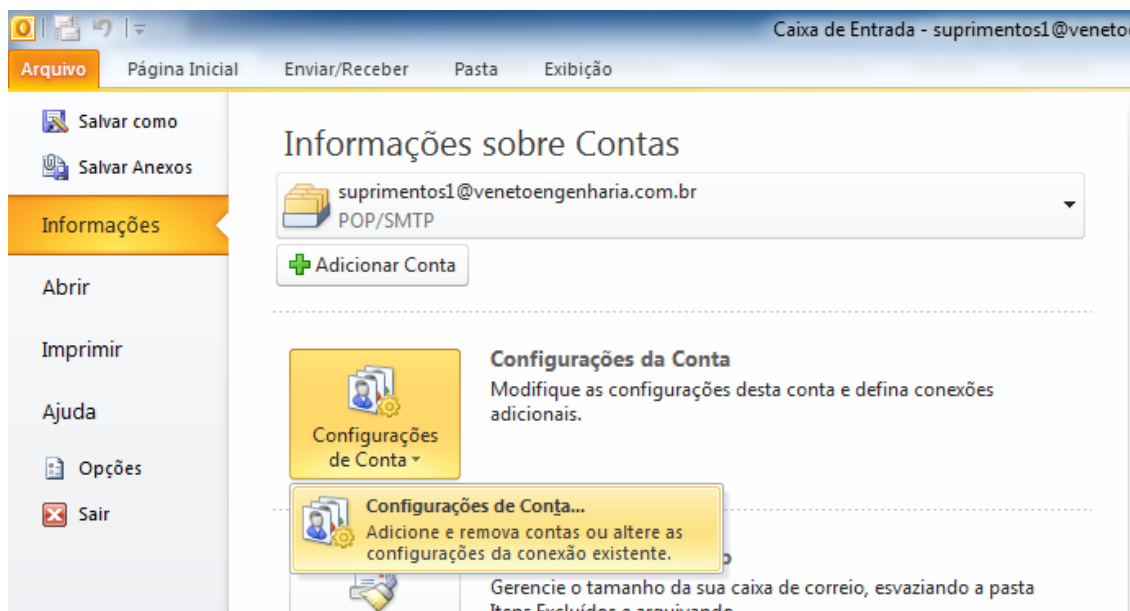 Caixa de Entrada - suprimentos1@veneto
Arquivo Página Inicial Enviar/Receber Pasta Exibição
Salvar como
Salvar Anexos
Informações
Abrir
Imprimir
Ajuda
Opções
Sair
Informações sobre Contas
suprimentos1@venetoengenharia.com.br
POP/SMTP
Adicionar Conta
Configurações
de Conta
Configurações da Conta
Modifique as configurações desta conta e defina conexões
adicionais.
Configurações de Conta...
Adicione e remova contas ou altere as
configurações da conexão existente.
Gerencie o tamanho da sua caixa de correio, esvaziando a pasta
Itens Excluídos e arquivando.